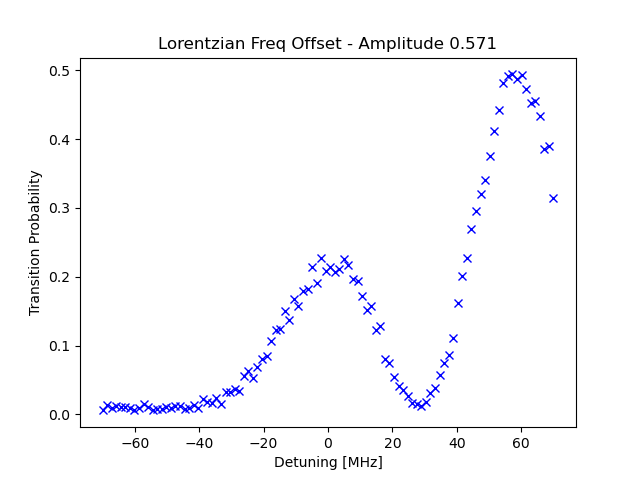 Lorentzian Freq Offset - Amplitude 0.571
Transition Probability
0.5
0.4
0.3
0.2
0.1
0.0
−60 −40 −20 0 20 40 60
Detuning [MHz]